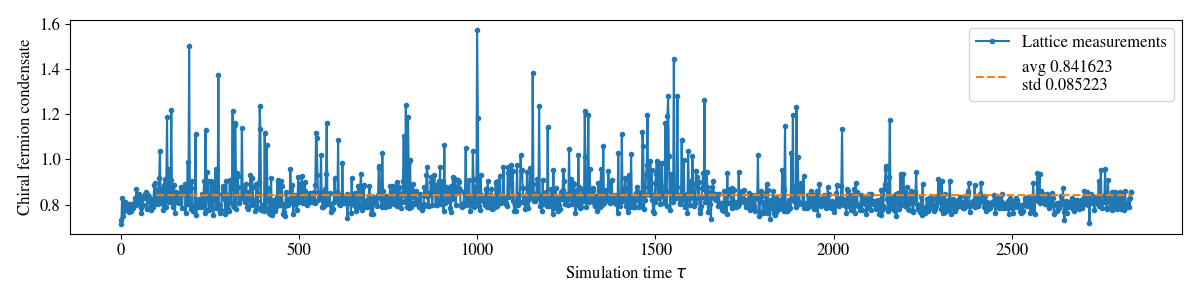 Chiral fermion condensate
1.6
1.4
1.2
1.0
0.8
Lattice measurements
avg 0.841623
std 0.085223
0
500
1000
1500
2000
2500
Simulation time τ